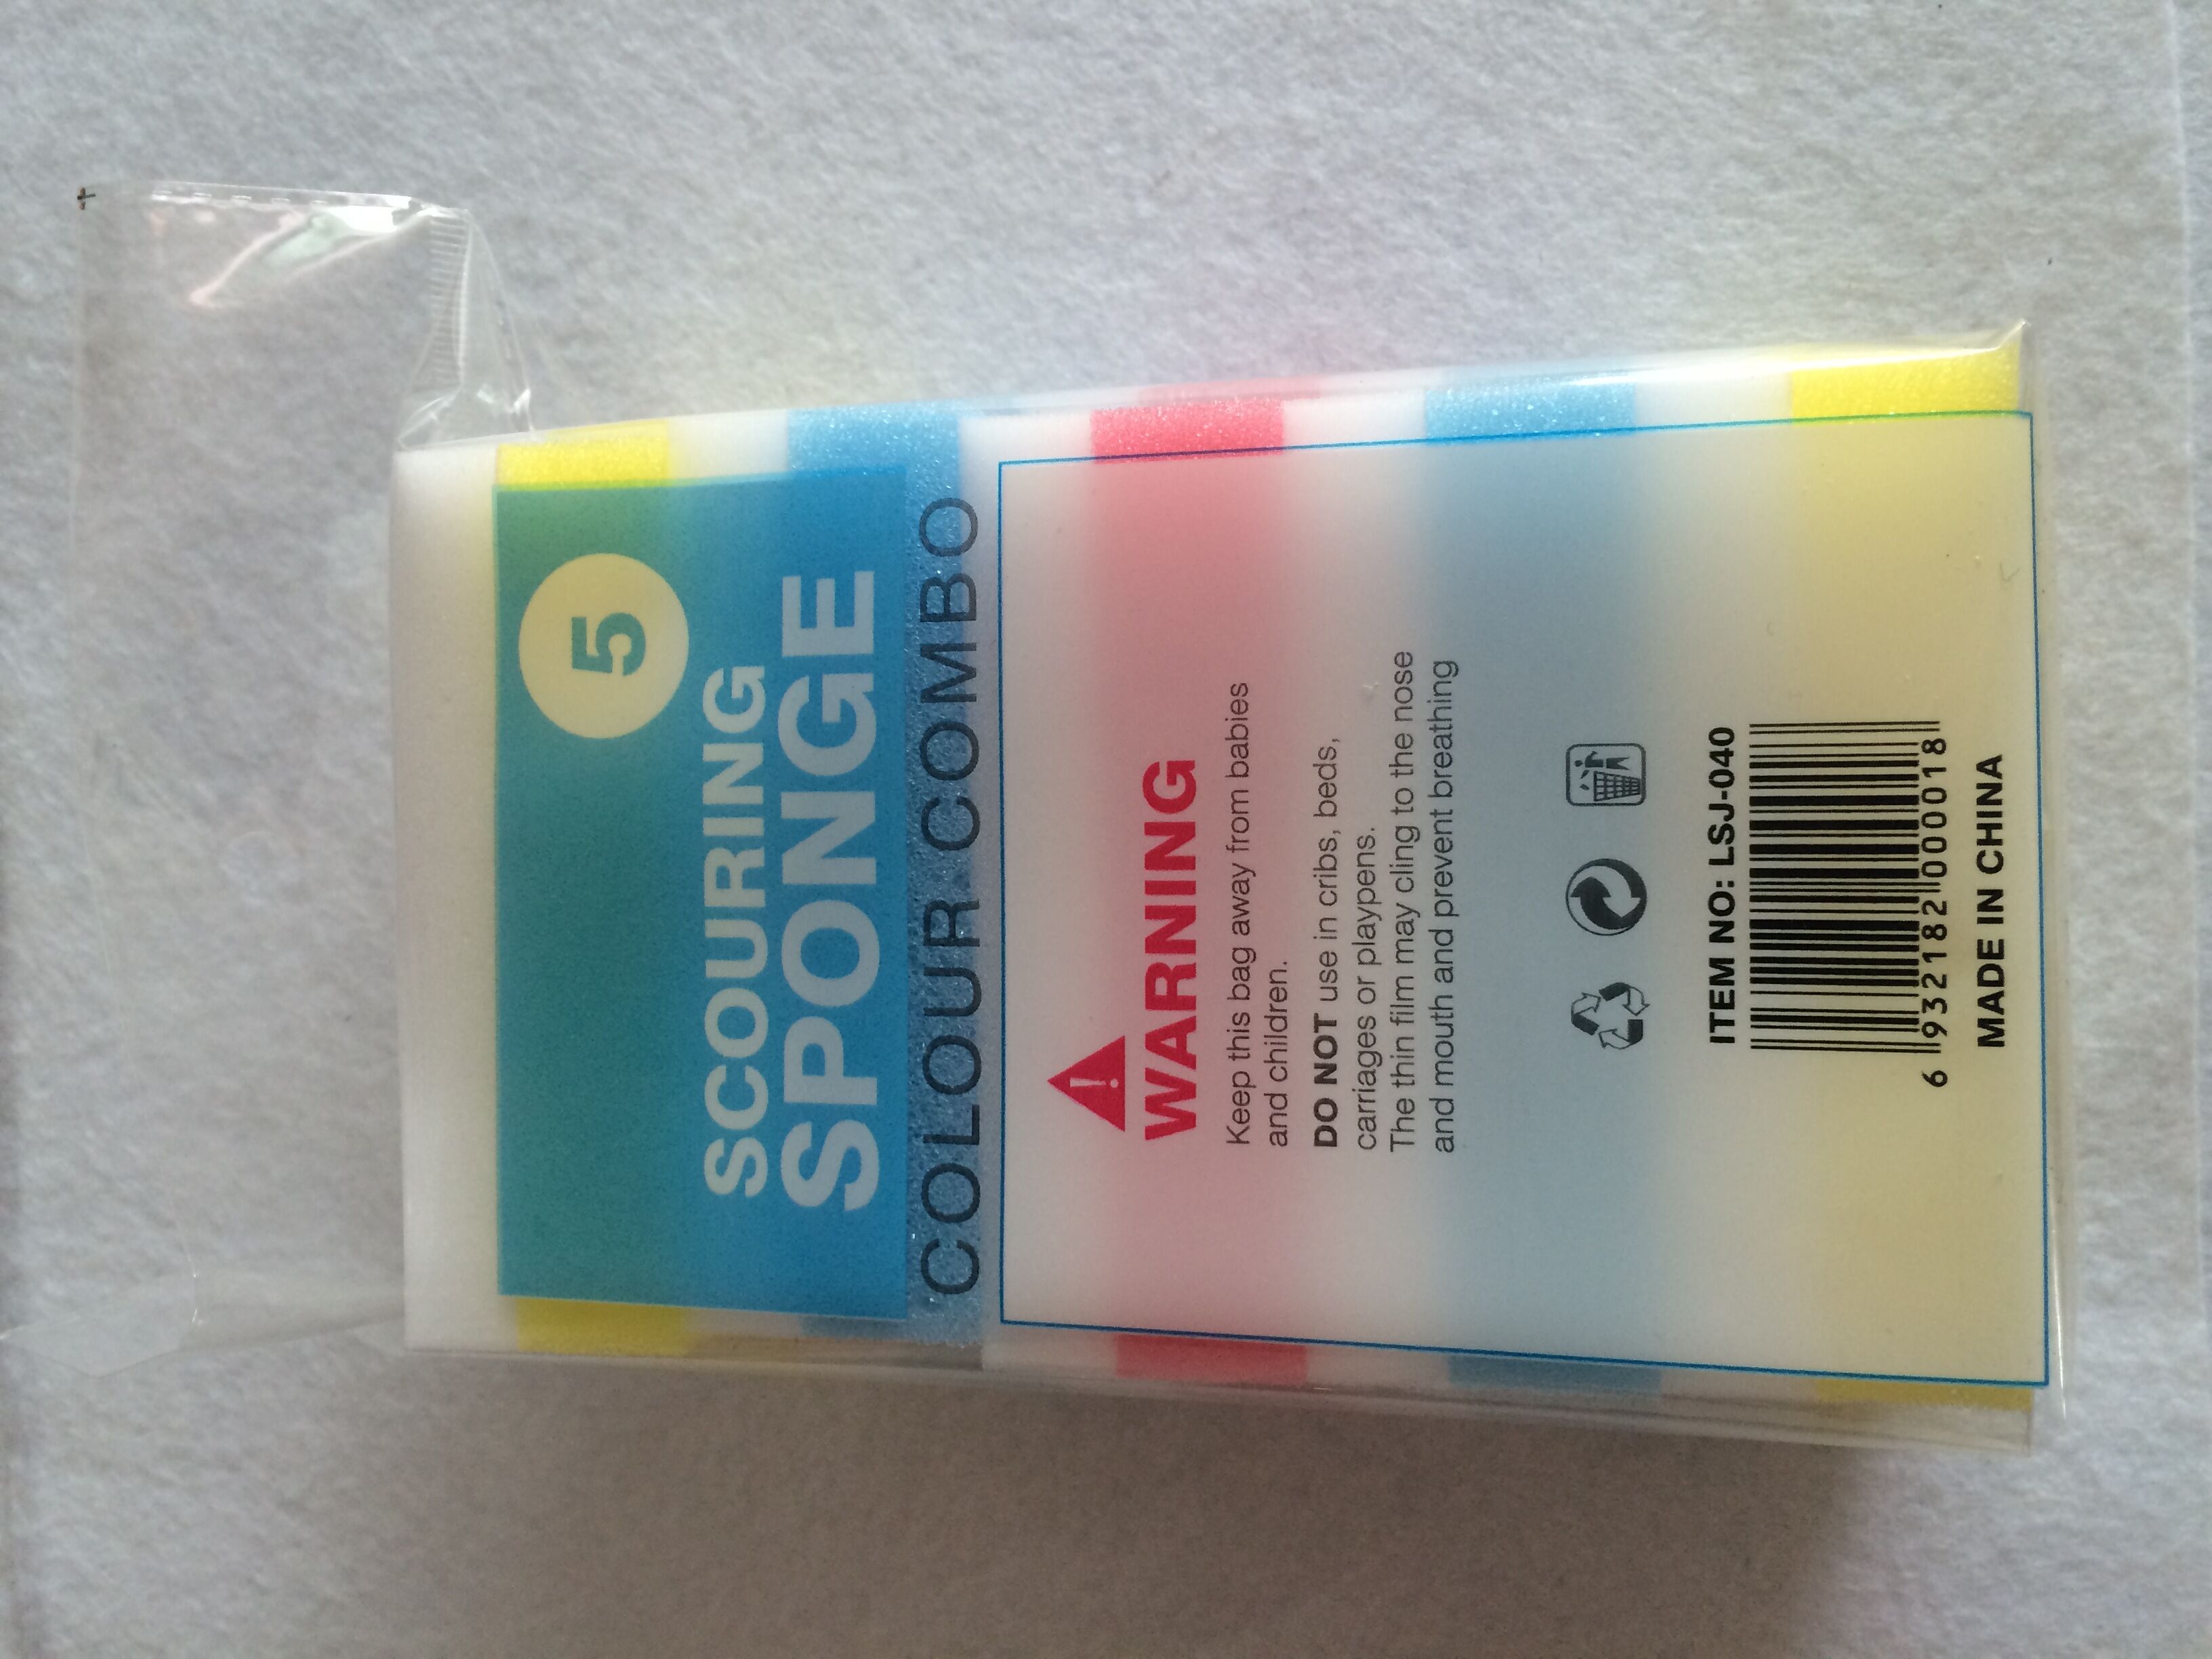 5
SCOURING
SPONGE
COLOUR COMBO
WARNING
Keep this bag away from babies
and children.
DO NOT use in cribs, beds,
carriages or playpens.
The thin film may cling to the nose
and mouth and prevent breathing
ITEM NO: LSJ-040
6 932182 000018
MADE IN CHINA